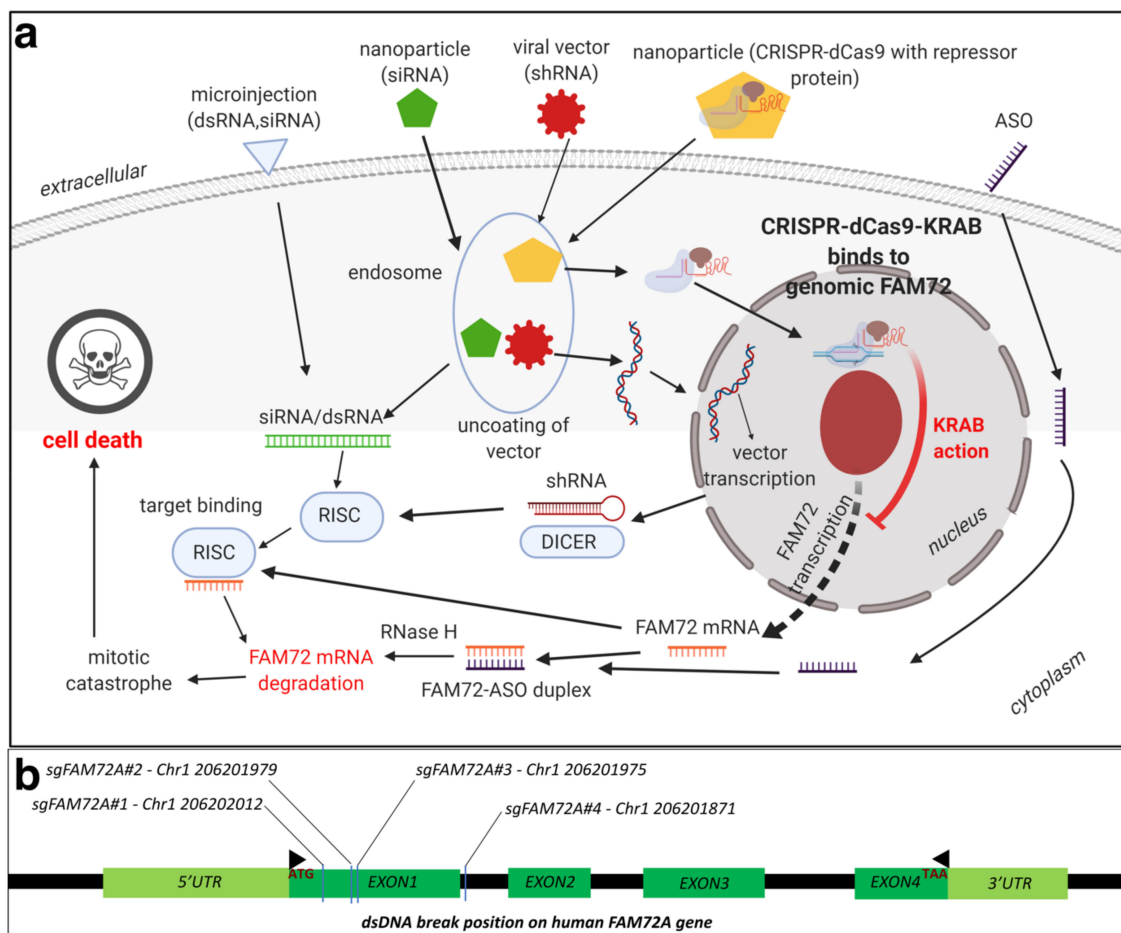 a
nanoparticle
(siRNA)
viral vector
(shRNA)
nanoparticle (CRISPR-dCas9 with repressor
protein)
microinjection
(dsRNA,siRNA)
ASO
extracellular
CRISPR-dCas9-KRAB
binds to
genomic FAM72
endosome
cell death
siRNA/dsRNA
uncoating of
vector
vector
transcription
KRAB
action
shRNA
target binding
RISC
DICER
RISC
FAM72
transcription
nucleus
FAM72 mRNA
RNase H
mitotic
catastrophe
FAM72 mRNA
degradation
FAM72-ASO duplex
cytoplasm
b
sgFAM72A#2 - Chr1 206201979
sgFAM72A#3 - Chr1 206201975
sgFAM72A#1 - Chr1 206202012
sgFAM72A#4 - Chr1 206201871
5'UTR
ATG
EXON1
EXON2
EXON3
EXON4
TAA
3'UTR
dsDNA break position on human FAM72A gene